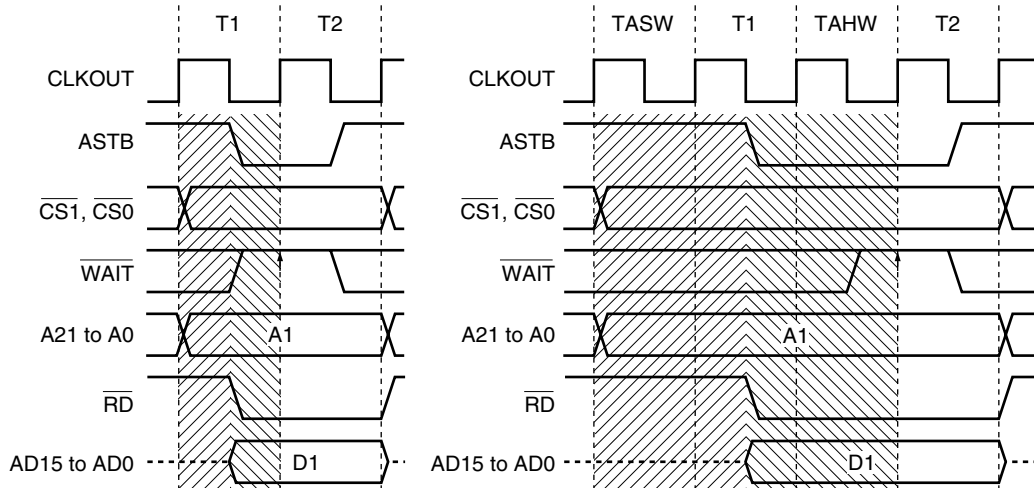 T1 T2 TASW T1 TAHW T2
CLKOUT CLKOUT
ASTB ASTB
CS1, CS0 CS1, CS0
WAIT WAIT
A21 to A0 A1 A21 to A0 A1
RD RD
AD15 to AD0 D1 AD15 to AD0 D1